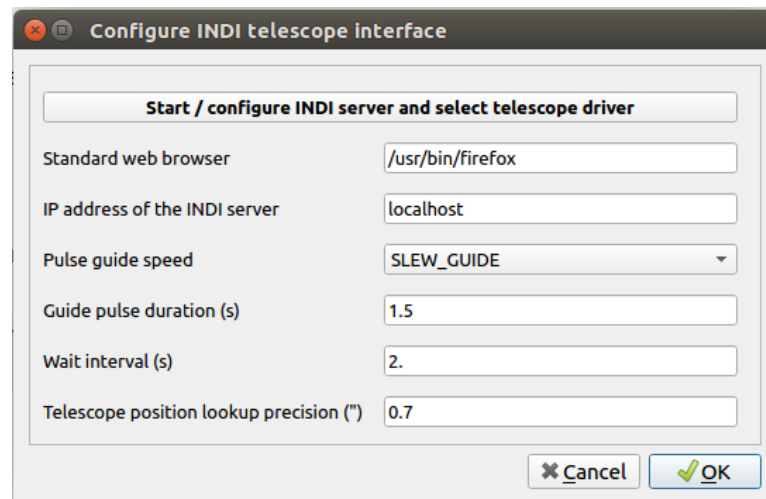 Configure INDI telescope interface
Start / configure INDI server and select telescope driver
Standard web browser /usr/bin/firefox
IP address of the INDI server localhost
Pulse guide speed SLEW_GUIDE
Guide pulse duration (s) 1.5
Wait interval (s) 2.
Telescope position lookup precision (") 0.7
Cancel OK